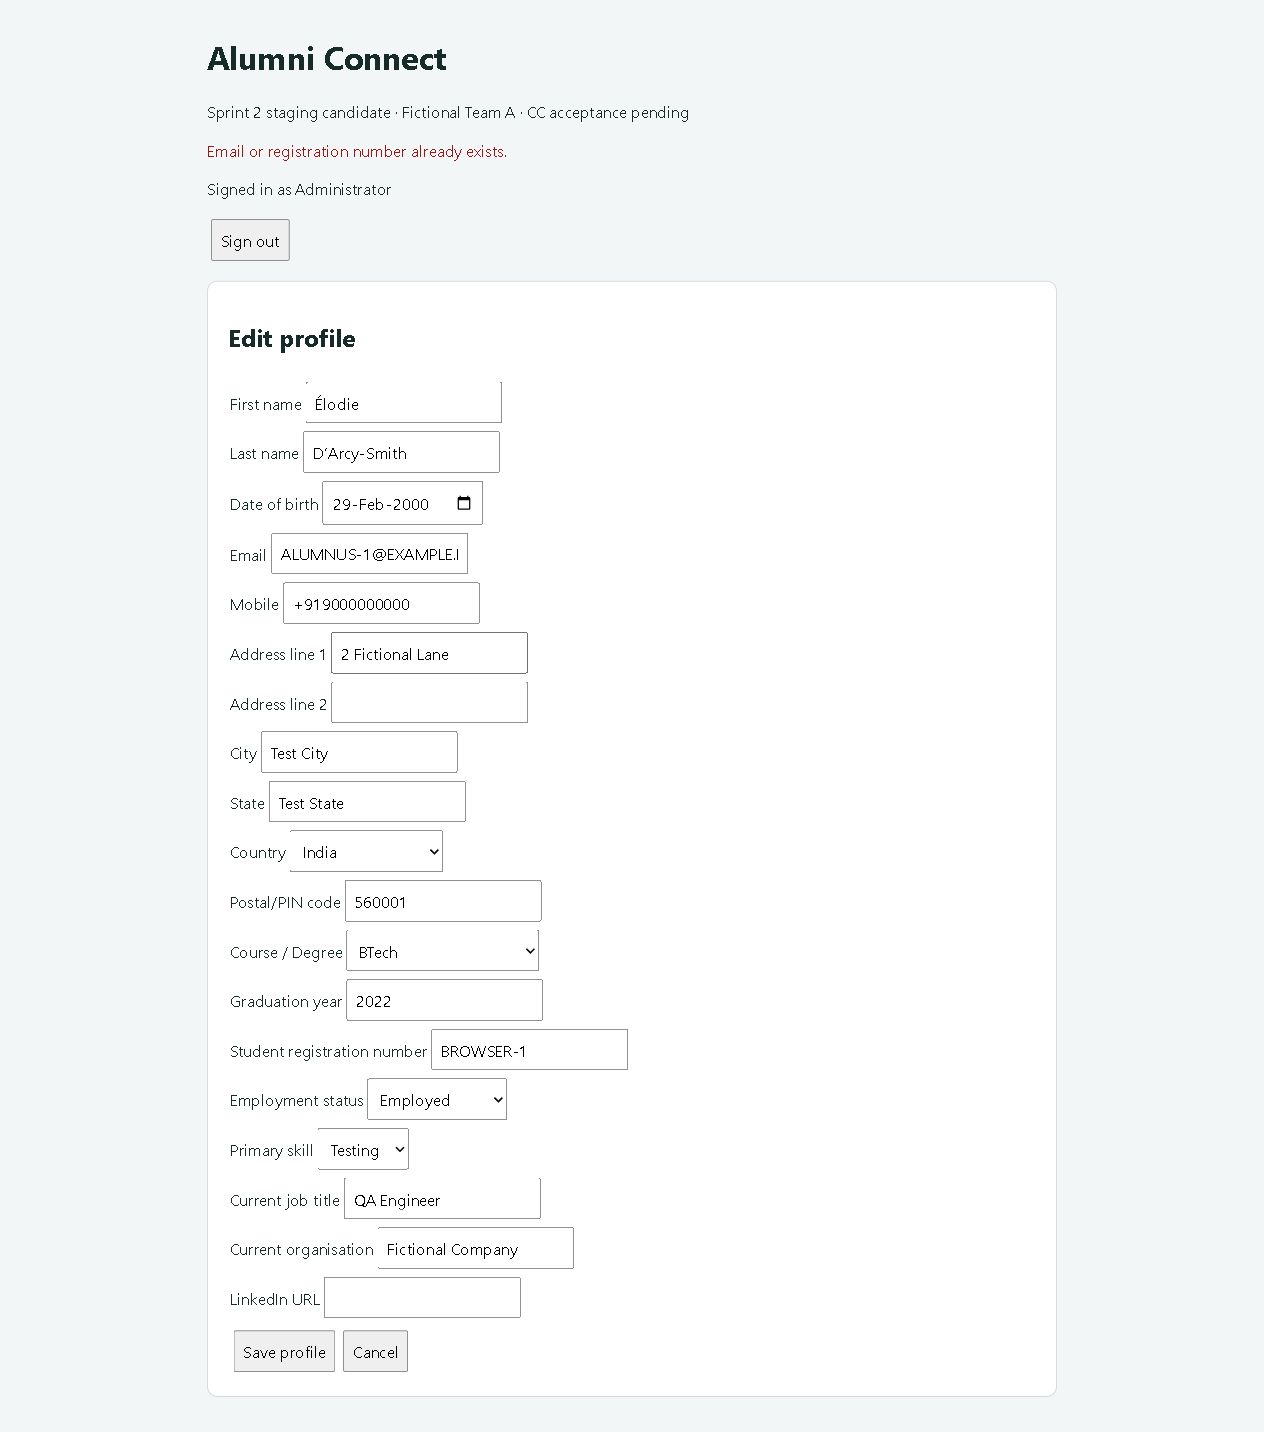 Alumni Connect
Sprint 2 staging candidate · Fictional Team A · CC acceptance pending
Email or registration number already exists.
Signed in as Administrator
Sign out
Edit profile
First name Élodie
Last name D'Arcy-Smith
Date of birth 29-Feb-2000
Email ALUMNUS-1@EXAMPLE.I
Mobile +919000000000
Address line 1 2 Fictional Lane
Address line 2
City Test City
State Test State
Country India
Postal/PIN code 560001
Course / Degree BTech
Graduation year 2022
Student registration number BROWSER-1
Employment status Employed
Primary skill Testing
Current job title QA Engineer
Current organisation Fictional Company
LinkedIn URL
Save profile Cancel